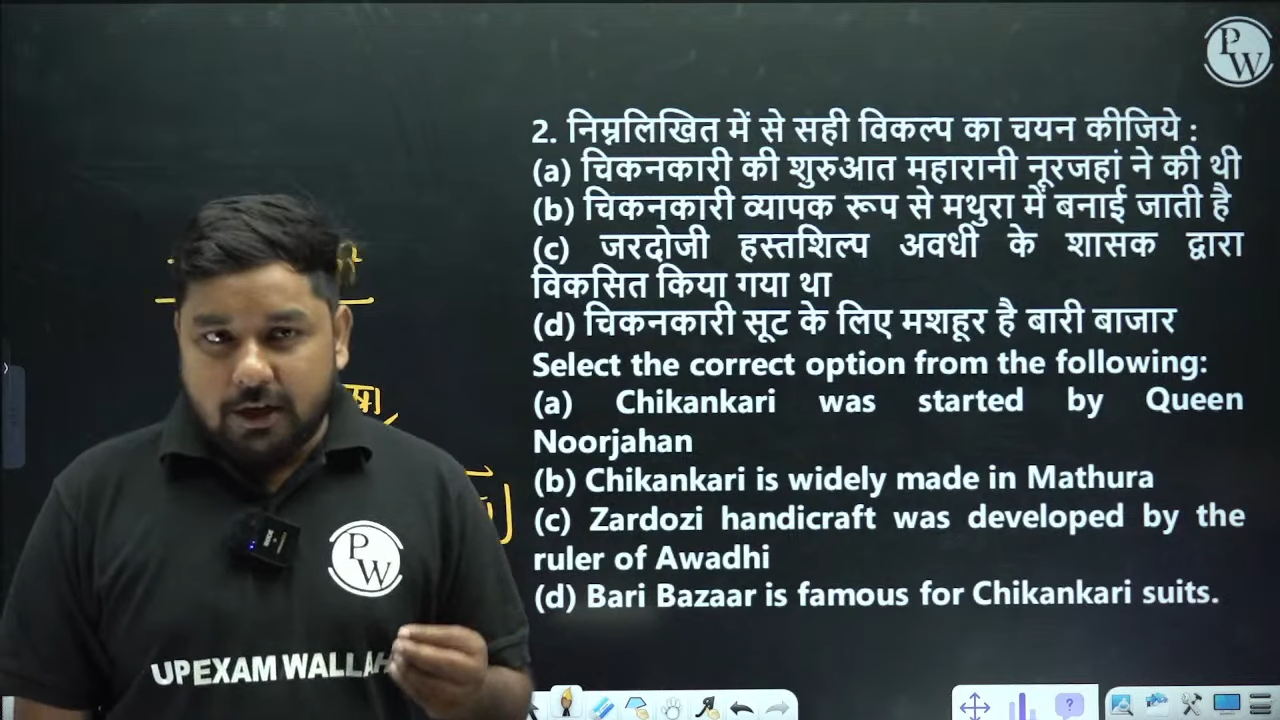 PW
2. निम्नलिखित में से सही विकल्प का चयन कीजिये :
(a) चिकनकारी की शुरुआत महारानी नूरजहां ने की थी
(b) चिकनकारी व्यापक रूप से मथुरा में बनाई जाती है
(c) जरदोजी हस्तशिल्प अवधी के शासक द्वारा
विकसित किया गया था
(d) चिकनकारी सूट के लिए मशहूर है बारी बाजार
Select the correct option from the following:
(a) Chikankari was started by Queen
Noorjahan
(b) Chikankari is widely made in Mathura
(c) Zardozi handicraft was developed by the
ruler of Awadhi
(d) Bari Bazaar is famous for Chikankari suits.
PW
UPEXAM WALLAH